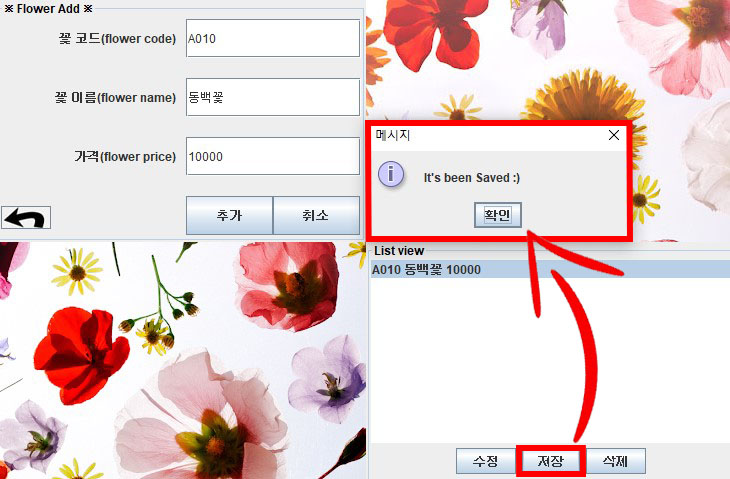 ※ Flower Add ※
꽃 코드(flower code) A010
꽃 이름(flower name) 동백꽃
가격(flower price) 10000
추가 취소
메시지
It's been Saved :)
확인
List view
A010 동백꽃 10000
수정 저장 삭제